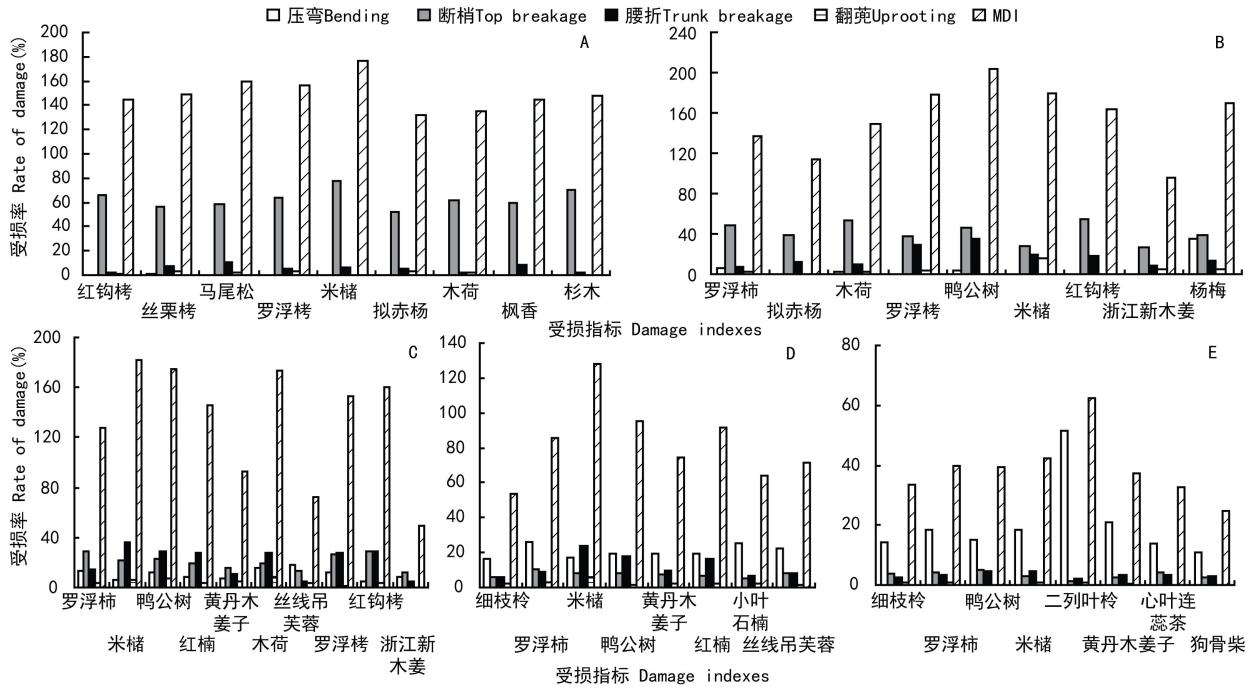 压弯Bending 断梢Top breakage 腰折Trunk breakage 翻蔸Uprooting MDI
受损率 Rate of damage(%)
A
200
180
160
140
120
100
80
60
40
20
0
红钩栲 丝栗栲 马尾松 罗浮栲 米槠 拟赤杨 木荷 枫香 杉木
B
240
200
160
120
80
40
0
罗浮柿 拟赤杨 木荷 罗浮栲 鸭公树 米槠 红钩栲 浙江新木姜 杨梅
受损指标 Damage indexes
受损率 Rate of damage(%)
C
200
160
120
80
40
0
罗浮柿 米槠 鸭公树 红楠 黄丹木
姜子 木荷 丝线吊
芙蓉 罗浮栲 红钩栲 浙江新
木姜
D
140
120
100
80
60
40
20
0
细枝柃 罗浮柿 米槠 鸭公树 黄丹木
姜子 红楠 小叶
石楠 丝线吊芙蓉
E
80
60
40
20
0
细枝柃 罗浮柿 鸭公树 米槠 二列叶柃 黄丹木姜子 心叶连
蕊茶 狗骨柴
受损指标 Damage indexes